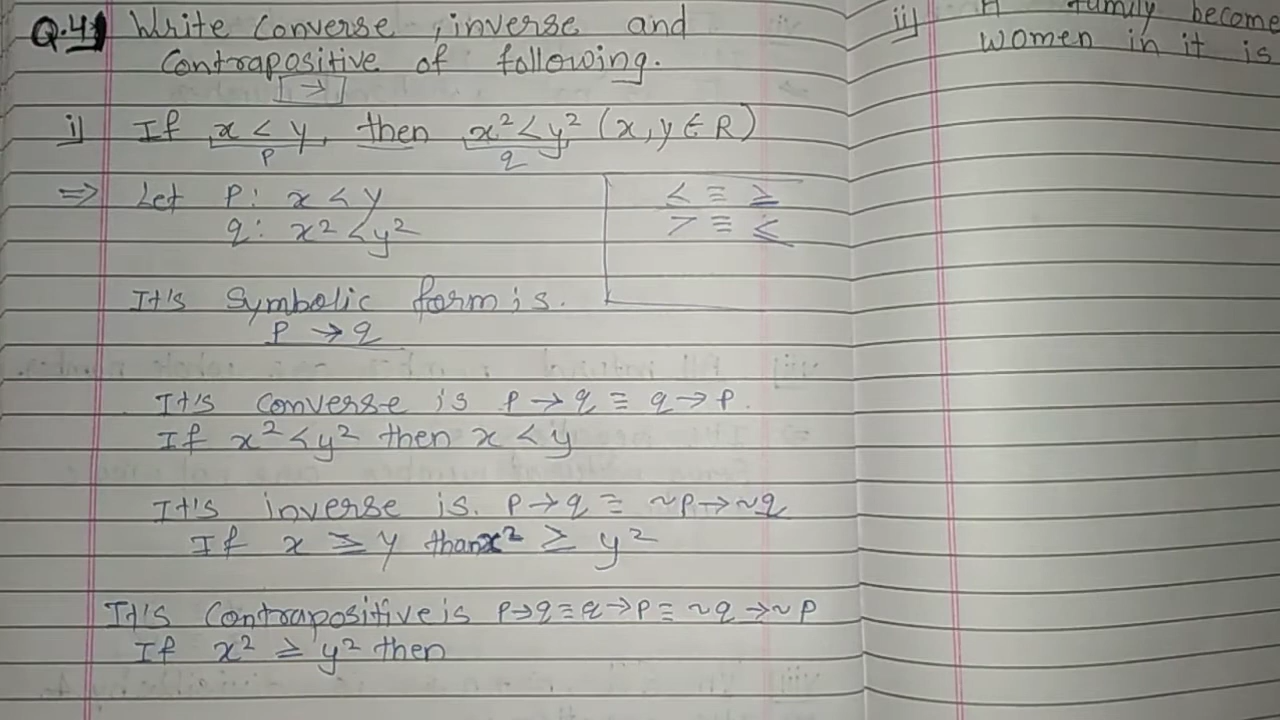 Q.4) Write Converse, inverse and
Contrapositive of following.
→
i) If x < y, then x² < y² (x, y ∈ R)
p q
⇒ Let P: x < y
q: x² < y²
< ≡ ≥
> ≡ ≤
It's Symbolic form is.
P → q
It's Converse is P → q ≡ q → P.
If x² < y² then x < y
It's inverse is. P → q ≡ ~P → ~q
If x ≥ y than x² ≥ y²
It's Contrapositive is P → q ≡ q → P ≡ ~q → ~P
If x² ≥ y² then
ii) family become
women in it is